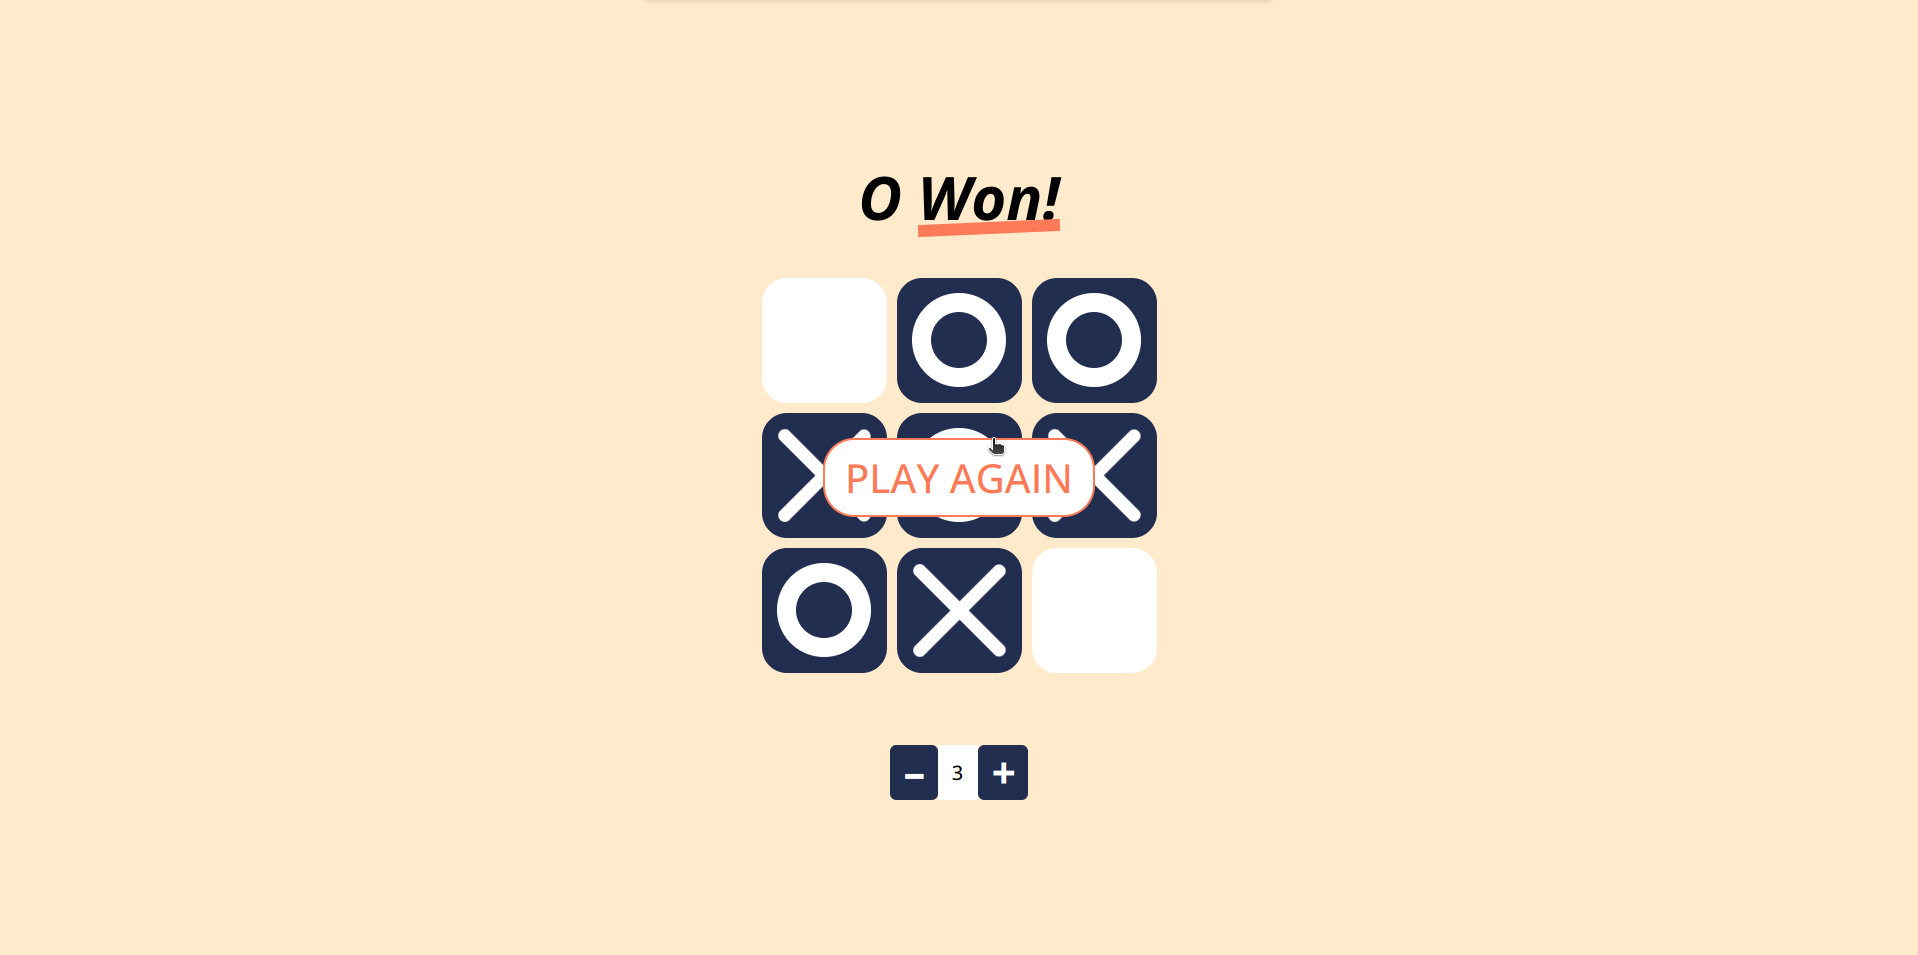 O Won!
PLAY AGAIN
– 3 +